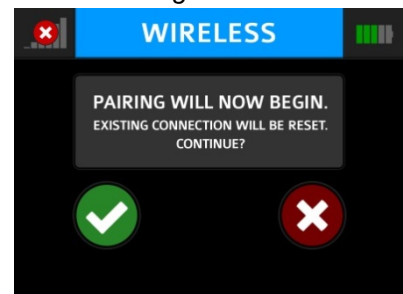 WIRELESS
PAIRING WILL NOW BEGIN.
EXISTING CONNECTION WILL BE RESET.
CONTINUE?